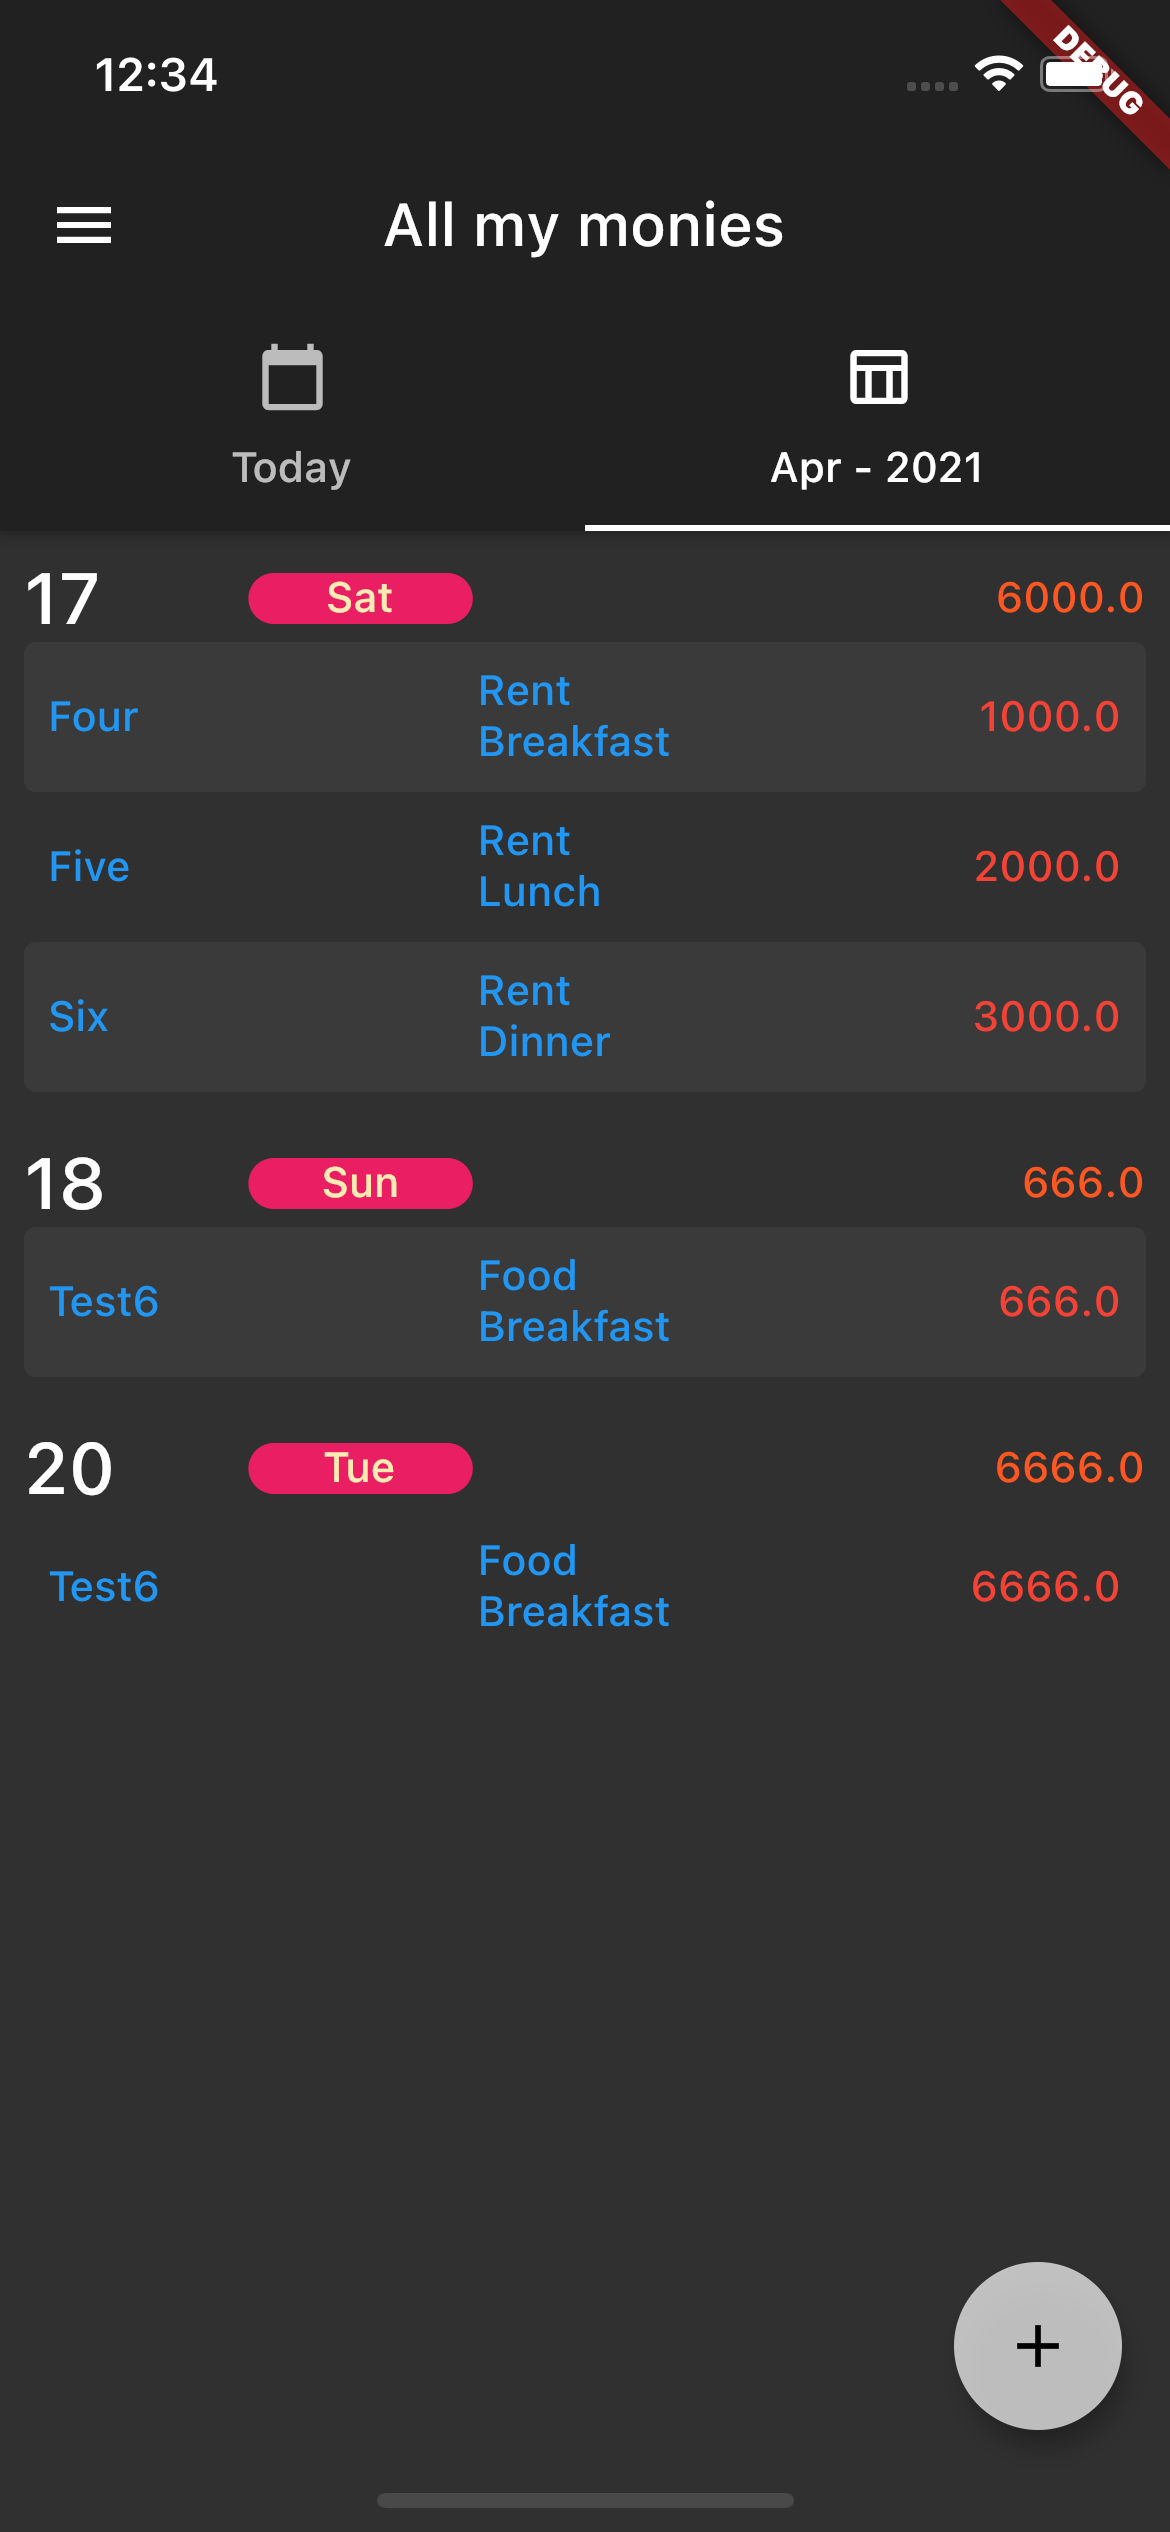 12:34
DEBUG
All my monies
Today
Apr - 2021
17 Sat 6000.0
Four Rent Breakfast 1000.0
Five Rent Lunch 2000.0
Six Rent Dinner 3000.0
18 Sun 666.0
Test6 Food Breakfast 666.0
20 Tue 6666.0
Test6 Food Breakfast 6666.0
+